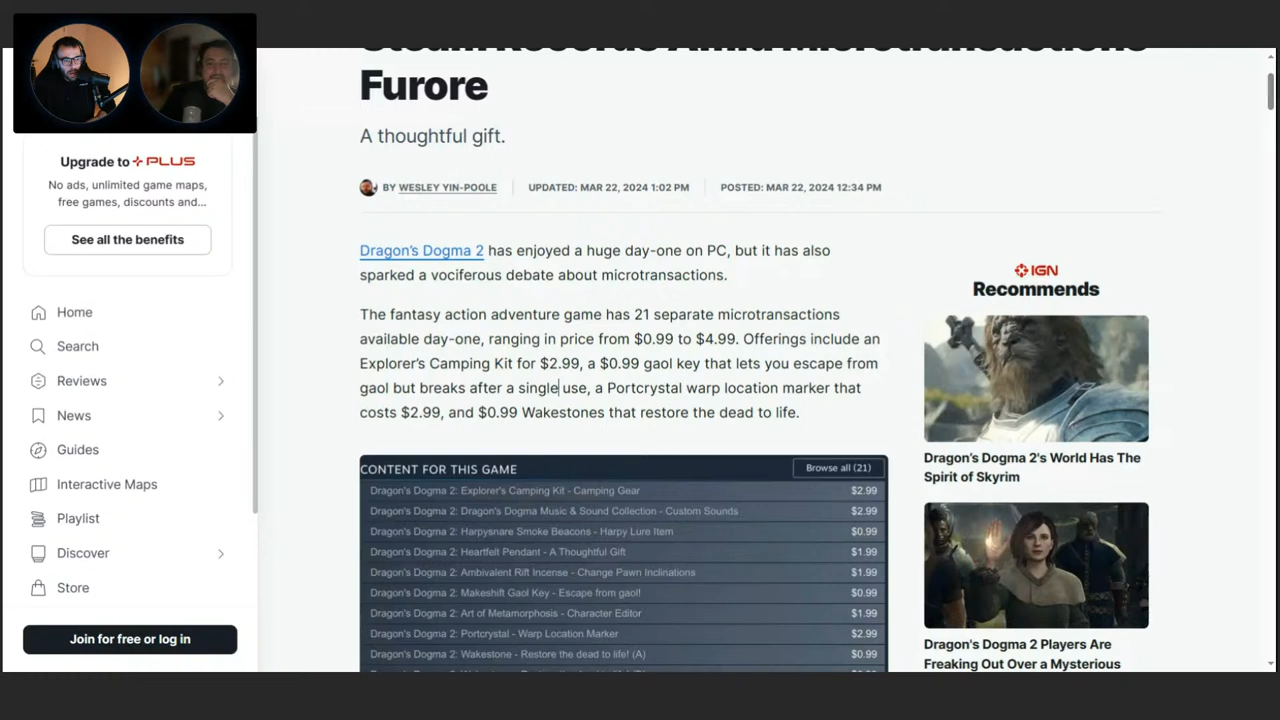 Furore
A thoughtful gift.
BY WESLEY YIN-POOLE
UPDATED: MAR 22, 2024 1:02 PM
POSTED: MAR 22, 2024 12:34 PM
Upgrade to PLUS
No ads, unlimited game maps,
free games, discounts and...
See all the benefits
Home
Search
Reviews
News
Guides
Interactive Maps
Playlist
Discover
Store
Join for free or log in
Dragon's Dogma 2 has enjoyed a huge day-one on PC, but it has also
sparked a vociferous debate about microtransactions.
The fantasy action adventure game has 21 separate microtransactions
available day-one, ranging in price from $0.99 to $4.99. Offerings include an
Explorer's Camping Kit for $2.99, a $0.99 gaol key that lets you escape from
gaol but breaks after a single use, a Portcrystal warp location marker that
costs $2.99, and $0.99 Wakestones that restore the dead to life.
CONTENT FOR THIS GAME Browse all (21)
Dragon's Dogma 2: Explorer's Camping Kit - Camping Gear $2.99
Dragon's Dogma 2: Dragon's Dogma Music & Sound Collection - Custom Sounds $2.99
Dragon's Dogma 2: Harpysnare Smoke Beacons - Harpy Lure Item $0.99
Dragon's Dogma 2: Heartfelt Pendant - A Thoughtful Gift $1.99
Dragon's Dogma 2: Ambivalent Rift Incense - Change Pawn Inclinations $1.99
Dragon's Dogma 2: Makeshift Gaol Key - Escape from gaol! $0.99
Dragon's Dogma 2: Art of Metamorphosis - Character Editor $1.99
Dragon's Dogma 2: Portcrystal - Warp Location Marker $2.99
Dragon's Dogma 2: Wakestone - Restore the dead to life! (A) $0.99
IGN
Recommends
Dragon's Dogma 2's World Has The
Spirit of Skyrim
Dragon's Dogma 2 Players Are
Freaking Out Over a Mysterious